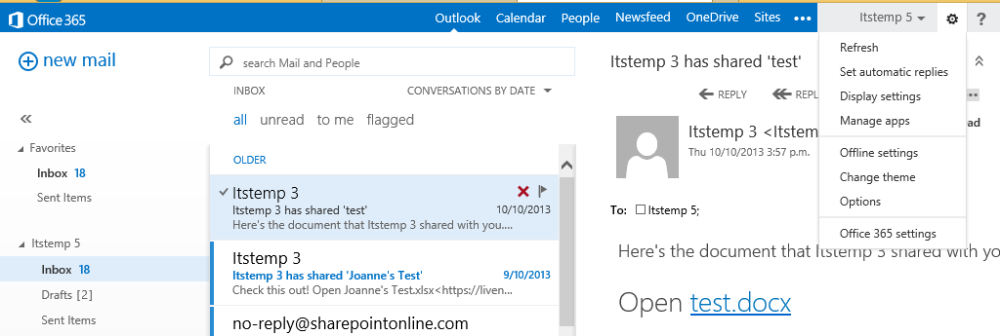 Office 365
Outlook Calendar People Newsfeed OneDrive Sites ••• Itstemp 5 ?
new mail
search Mail and People
INBOX CONVERSATIONS BY DATE
all unread to me flagged
«
Favorites
Inbox 18
Sent Items
Itstemp 5
Inbox 18
Drafts [2]
Sent Items
OLDER
Itstemp 3
Itstemp 3 has shared 'test' 10/10/2013
Here's the document that Itstemp 3 shared with you....
Itstemp 3
Itstemp 3 has shared 'Joanne's Test' 9/10/2013
Check this out! Open Joanne's Test.xlsx<https://liven...
no-reply@sharepointonline.com
Itstemp 3 has shared 'test'
REPLY REPL
Itstemp 3 <Itstem
Thu 10/10/2013 3:57 p.m.
To: Itstemp 5;
Here's the document that Itstemp 3 shared with yo
Open test.docx
Refresh
Set automatic replies
Display settings
Manage apps
Offline settings
Change theme
Options
Office 365 settings
ad